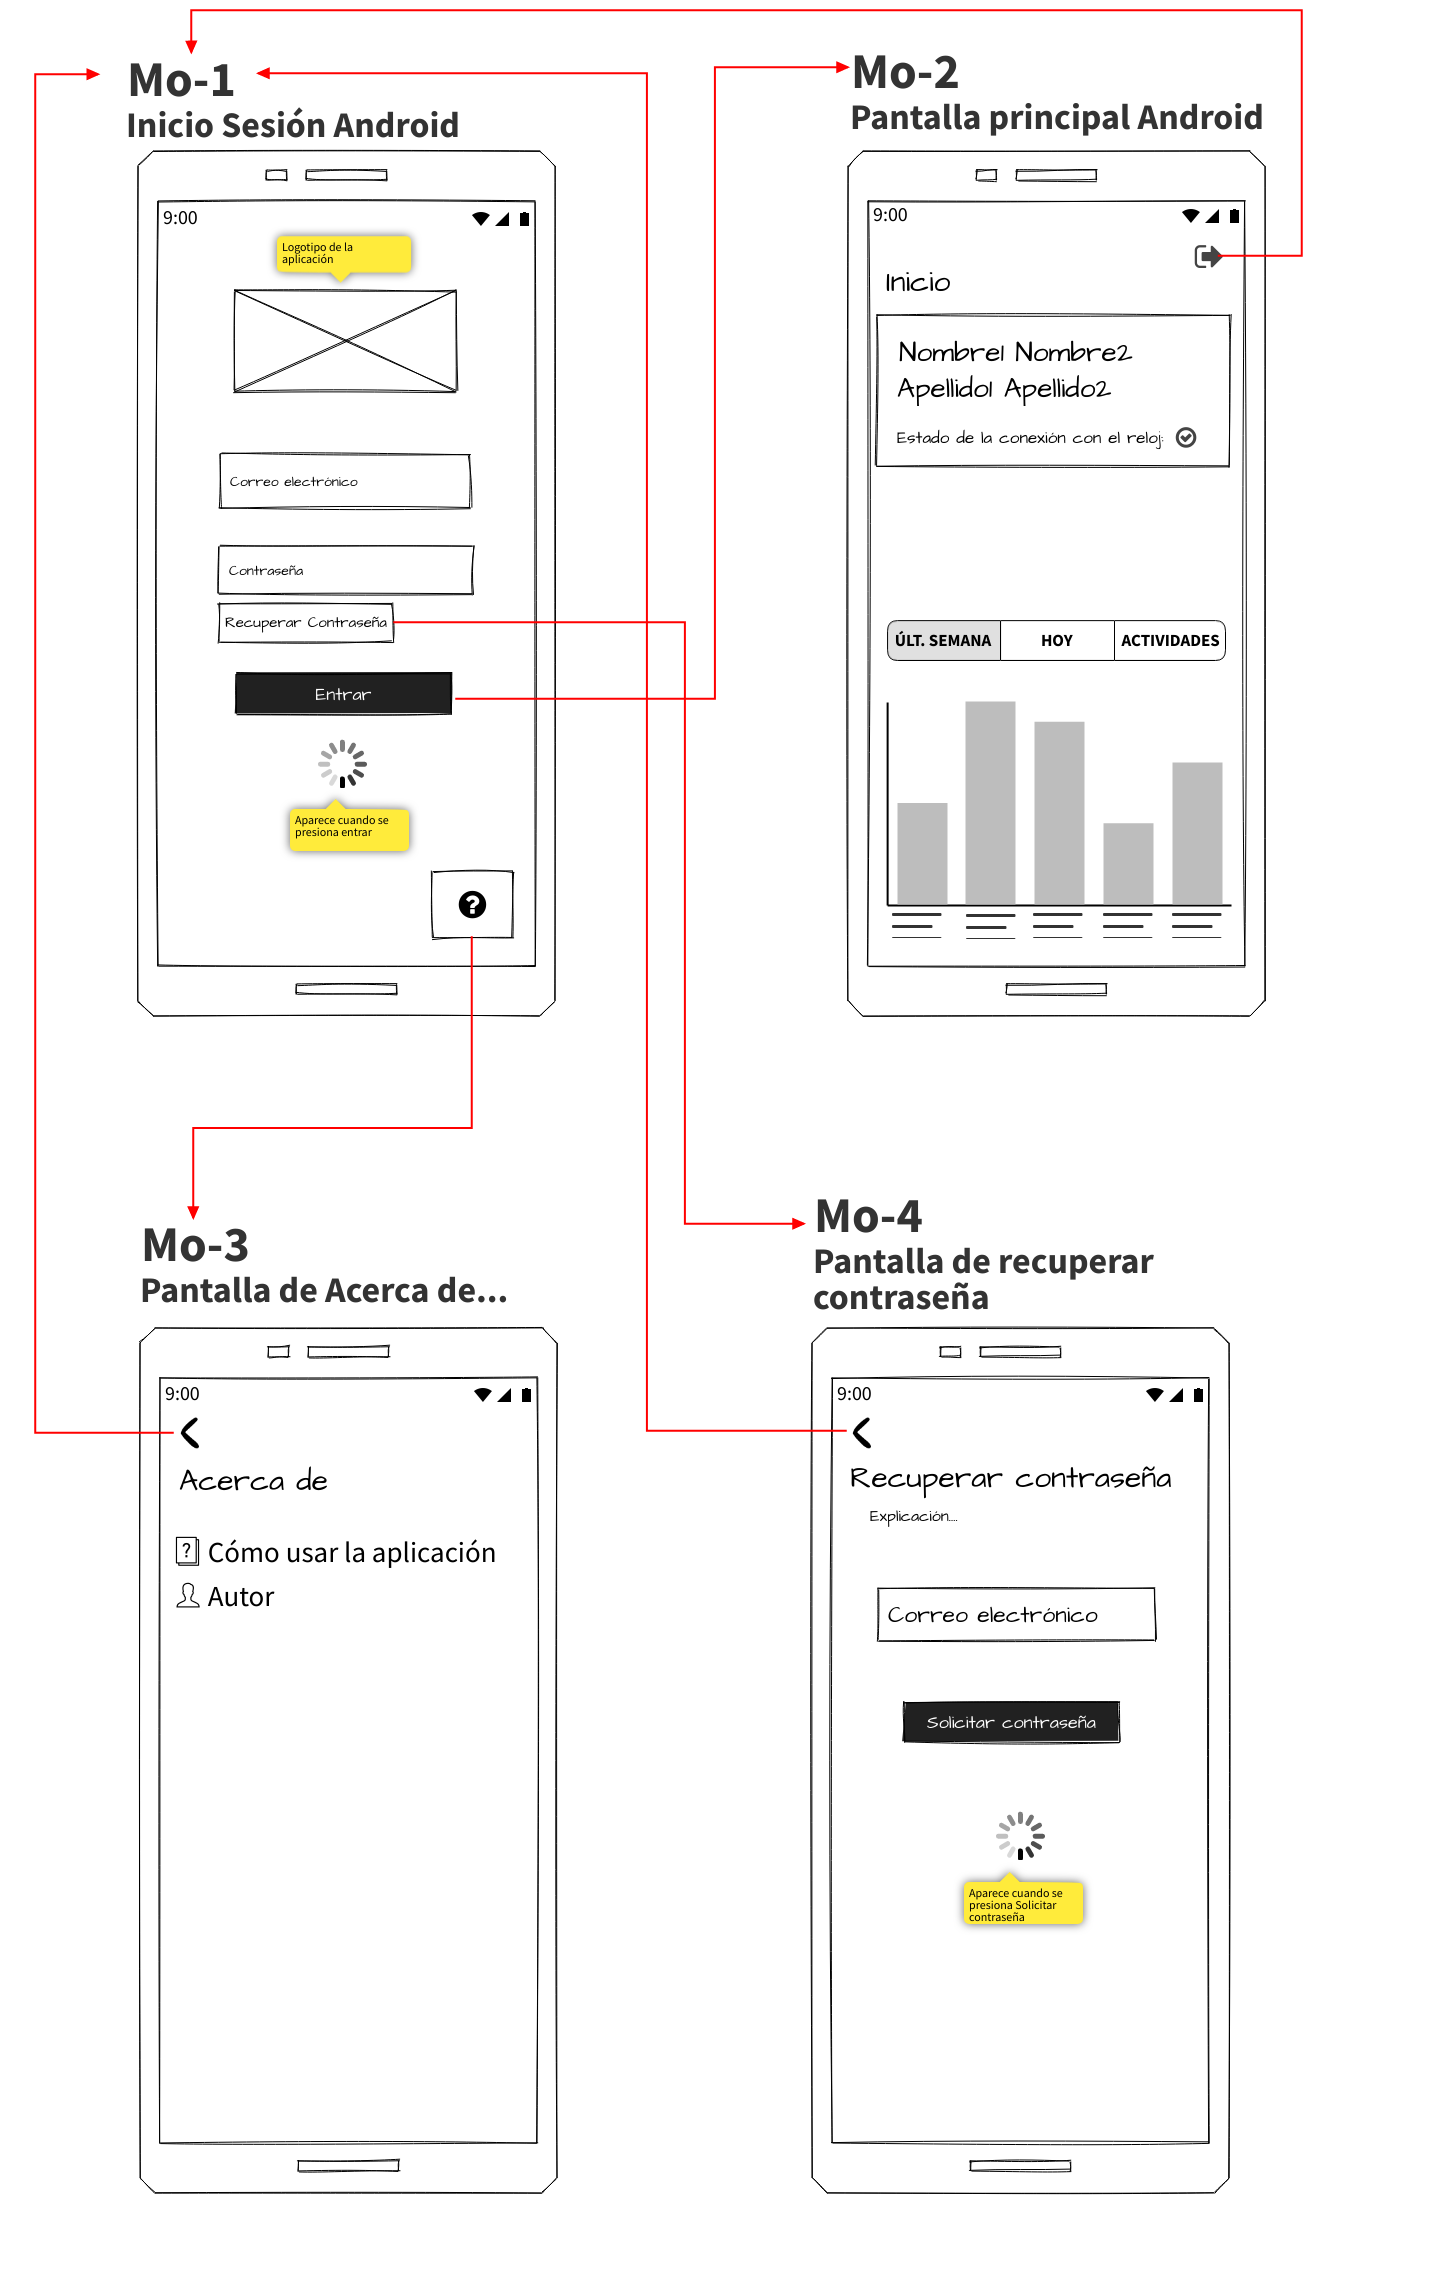 Mo-1
Inicio Sesión Android
9:00
Logotipo de la
aplicación
Correo electrónico
Contraseña
Recuperar Contraseña
Entrar
Aparece cuando se
presiona entrar
?
Mo-2
Pantalla principal Android
9:00
Inicio
Nombre1 Nombre2
Apellido1 Apellido2
Estado de la conexión con el reloj:
ÚLT. SEMANA HOY ACTIVIDADES
Mo-3
Pantalla de Acerca de...
9:00
Acerca de
? Cómo usar la aplicación
Autor
Mo-4
Pantalla de recuperar
contraseña
9:00
Recuperar contraseña
Explicación....
Correo electrónico
Solicitar contraseña
Aparece cuando se
presiona Solicitar
contraseña